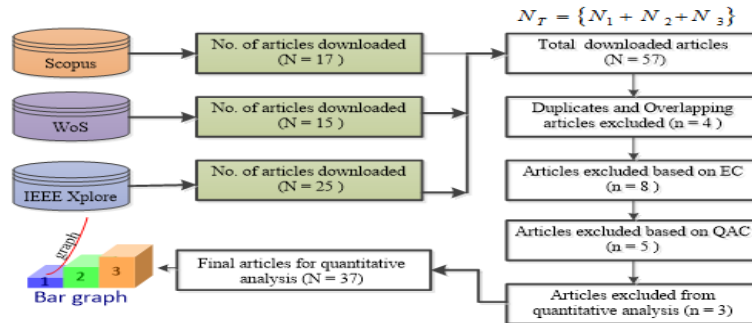 N_T = {N_1 + N_2 + N_3}
Scopus
No. of articles downloaded
(N = 17 )
Total downloaded articles
(N = 57)
WoS
No. of articles downloaded
(N = 15 )
Duplicates and Overlapping
articles excluded (n = 4 )
IEEE Xplore
No. of articles downloaded
(N = 25 )
Articles excluded based on EC
(n = 8 )
Articles excluded based on QAC
(n = 5 )
Articles excluded from
quantitative analysis (n = 3)
Final articles for quantitative
analysis (N = 37)
graph
1
2
3
Bar graph